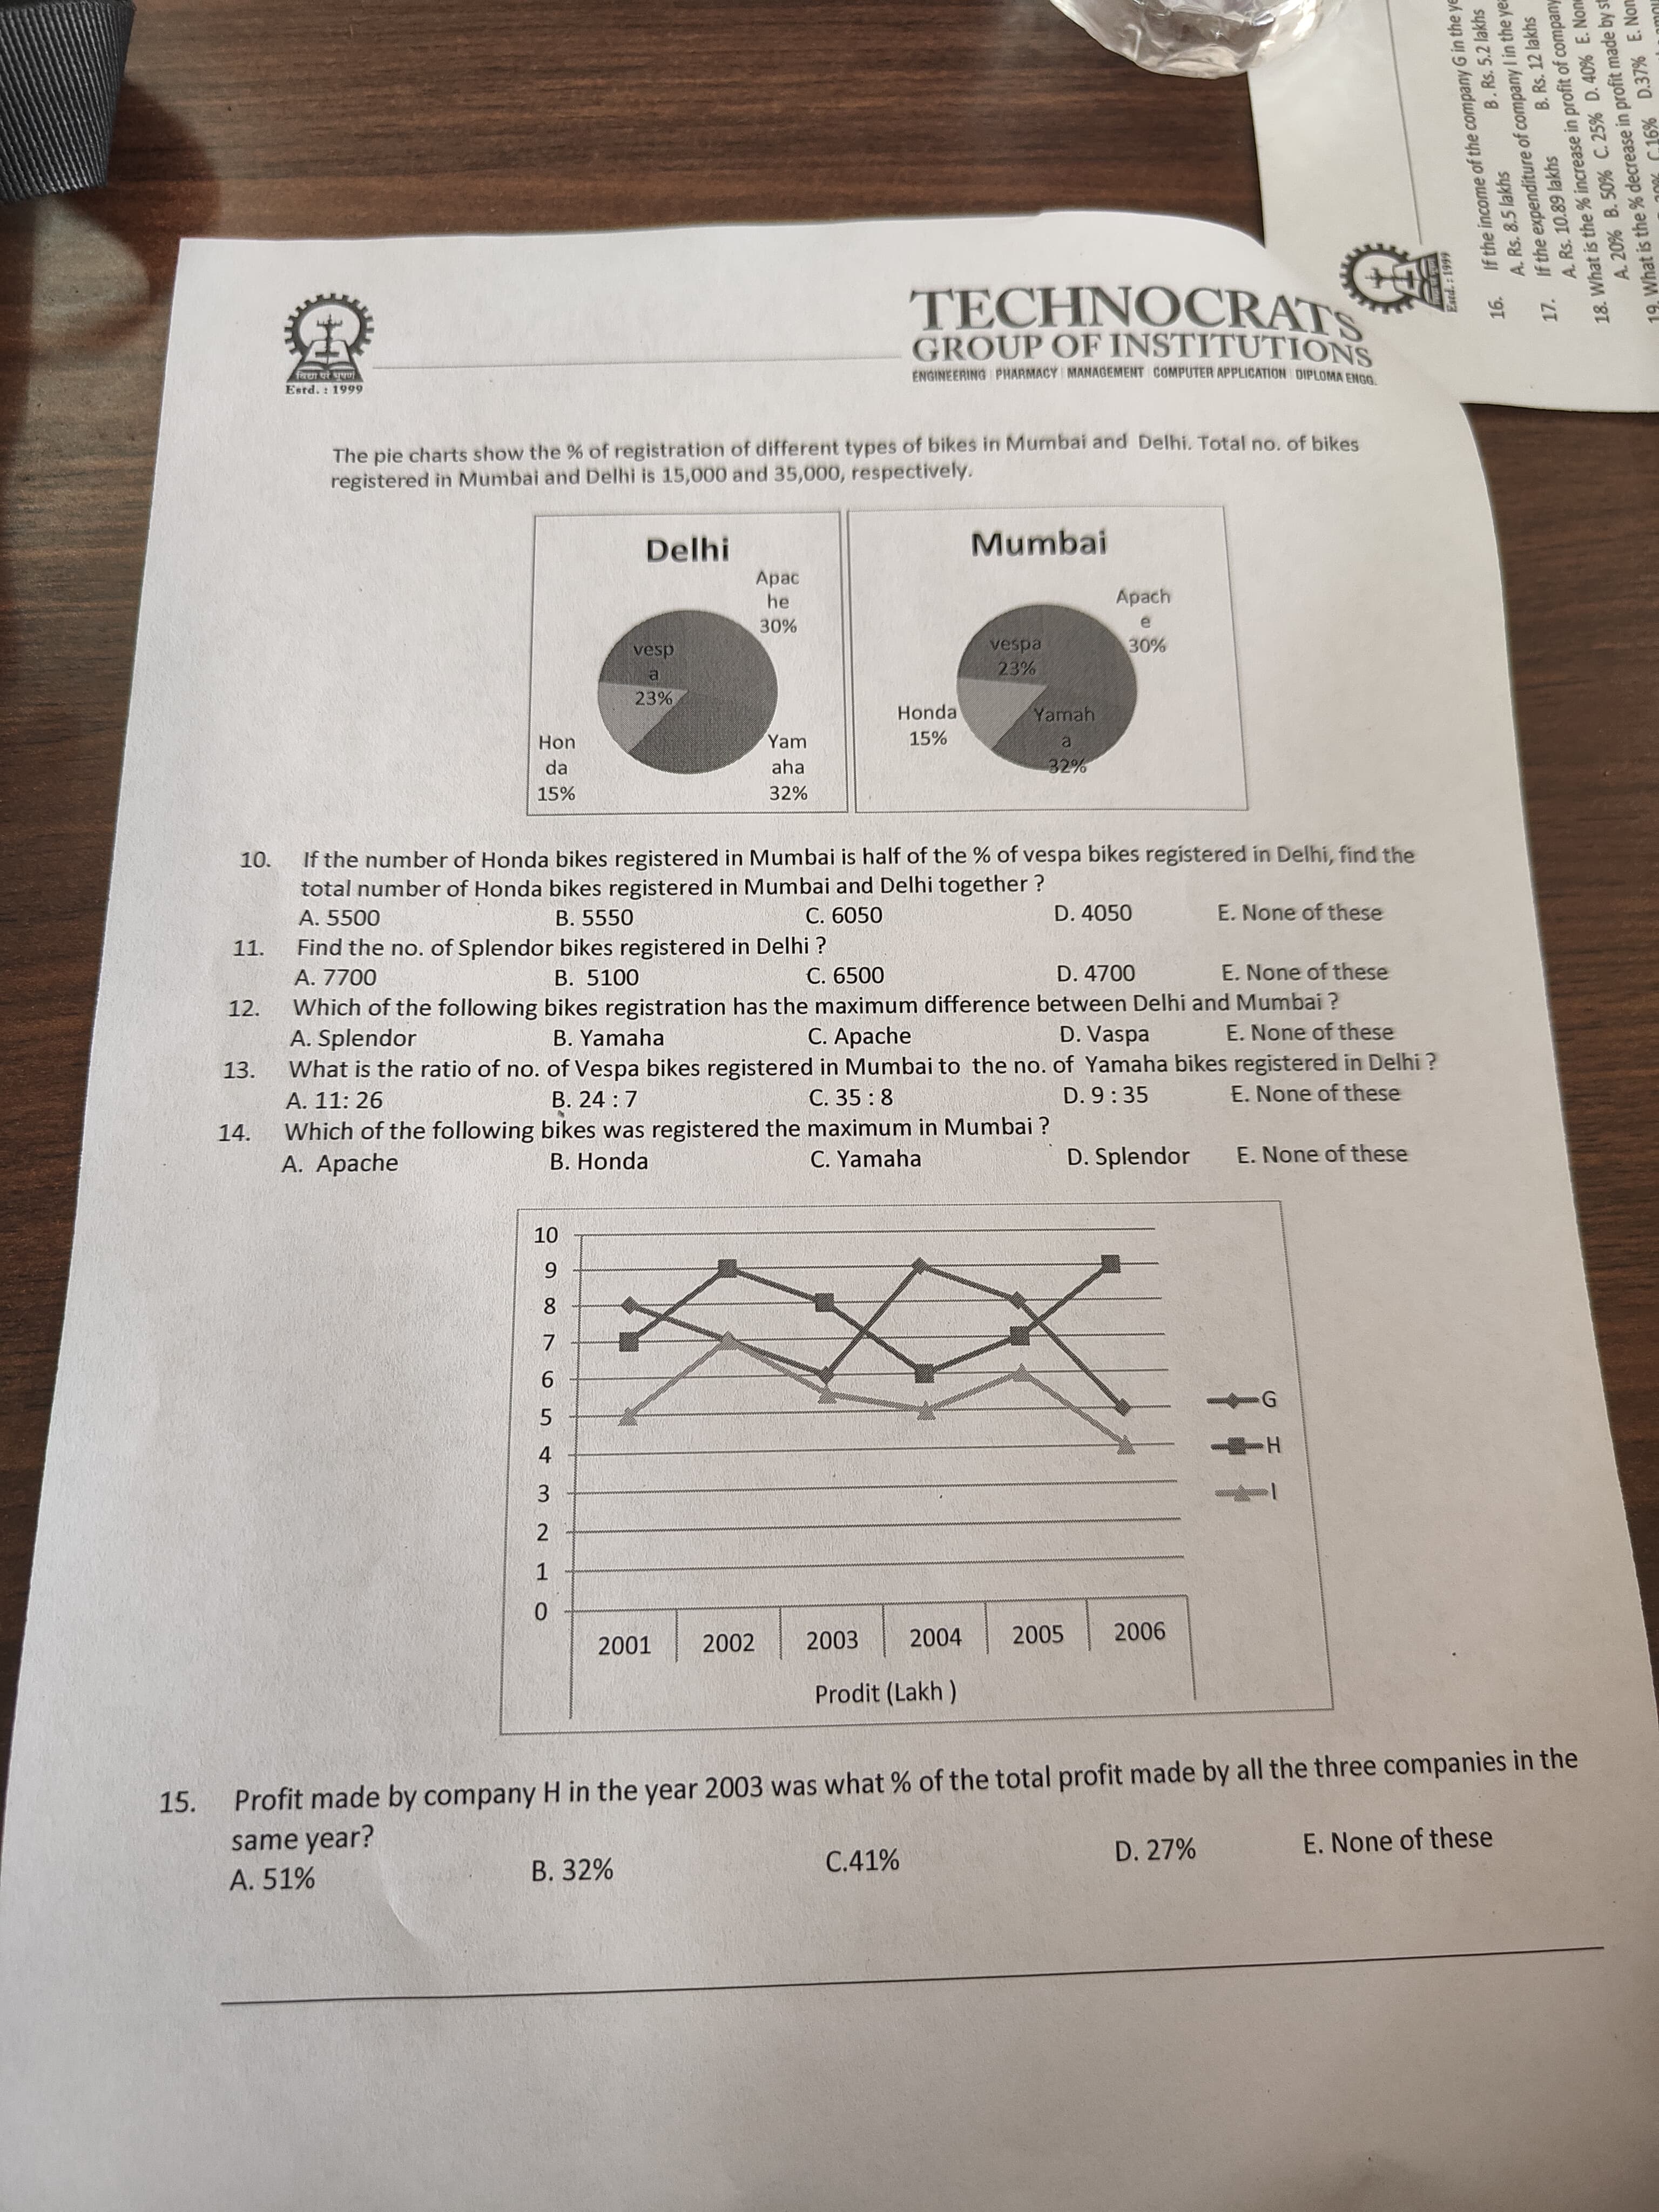 विद्या परं भूषणं
Estd. : 1999
TECHNOCRATS
GROUP OF INSTITUTIONS
ENGINEERING PHARMACY MANAGEMENT COMPUTER APPLICATION DIPLOMA ENGG.
The pie charts show the % of registration of different types of bikes in Mumbai and Delhi. Total no. of bikes
registered in Mumbai and Delhi is 15,000 and 35,000, respectively.
Delhi
Apac
he
30%
vesp
a
23%
Hon
da
15%
Yam
aha
32%
Mumbai
Apach
e
30%
vespa
23%
Honda
15%
Yamah
a
32%
10. If the number of Honda bikes registered in Mumbai is half of the % of vespa bikes registered in Delhi, find the
total number of Honda bikes registered in Mumbai and Delhi together ?
A. 5500 B. 5550 C. 6050 D. 4050 E. None of these
11. Find the no. of Splendor bikes registered in Delhi ?
A. 7700 B. 5100 C. 6500 D. 4700 E. None of these
12. Which of the following bikes registration has the maximum difference between Delhi and Mumbai ?
A. Splendor B. Yamaha C. Apache D. Vaspa E. None of these
13. What is the ratio of no. of Vespa bikes registered in Mumbai to the no. of Yamaha bikes registered in Delhi ?
A. 11: 26 B. 24 : 7 C. 35 : 8 D. 9 : 35 E. None of these
14. Which of the following bikes was registered the maximum in Mumbai ?
A. Apache B. Honda C. Yamaha D. Splendor E. None of these
10
9
8
7
6
5
4
3
2
1
0
2001 2002 2003 2004 2005 2006
Prodit (Lakh )
G
H
I
15. Profit made by company H in the year 2003 was what % of the total profit made by all the three companies in the
same year?
A. 51% B. 32% C.41% D. 27% E. None of these
Estd. : 1999
16. If the income of the company G in the ye
A. Rs. 8.5 lakhs B . Rs. 5.2 lakhs
17. If the expenditure of company I in the ye
A. Rs. 10.89 lakhs B. Rs. 12 lakhs
18. What is the % increase in profit of company
A. 20% B. 50% C. 25% D. 40% E. Non
19. What is the % decrease in profit made by
C.16% D.37% E. Non